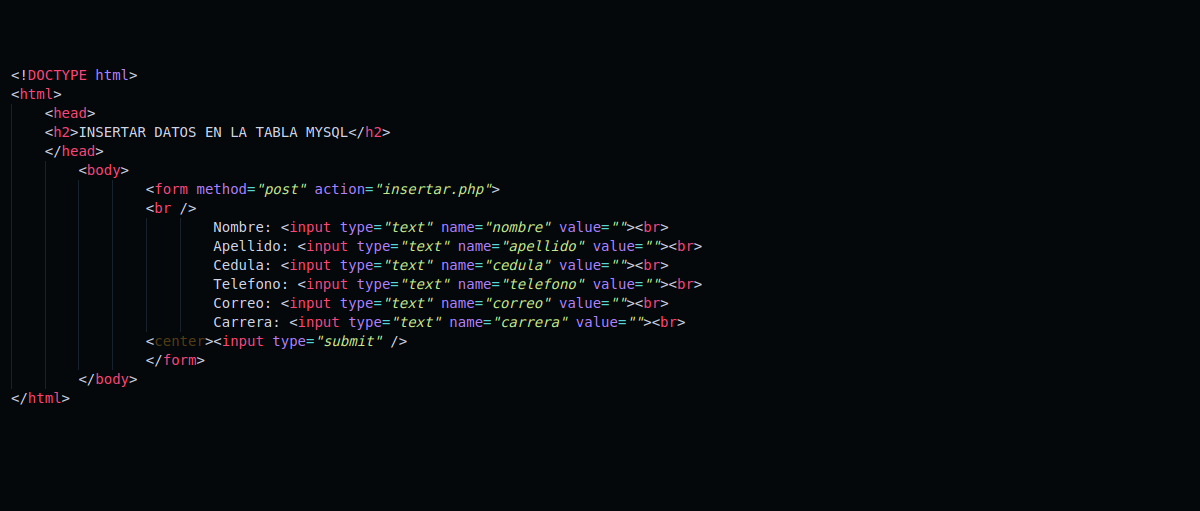 <!DOCTYPE html>
<html>
    <head>
    <h2>INSERTAR DATOS EN LA TABLA MYSQL</h2>
    </head>
        <body>
                <form method="post" action="insertar.php">
                <br />
                        Nombre: <input type="text" name="nombre" value=""><br>
                        Apellido: <input type="text" name="apellido" value=""><br>
                        Cedula: <input type="text" name="cedula" value=""><br>
                        Telefono: <input type="text" name="telefono" value=""><br>
                        Correo: <input type="text" name="correo" value=""><br>
                        Carrera: <input type="text" name="carrera" value=""><br>
                <center><input type="submit" />
                </form>
        </body>
</html>